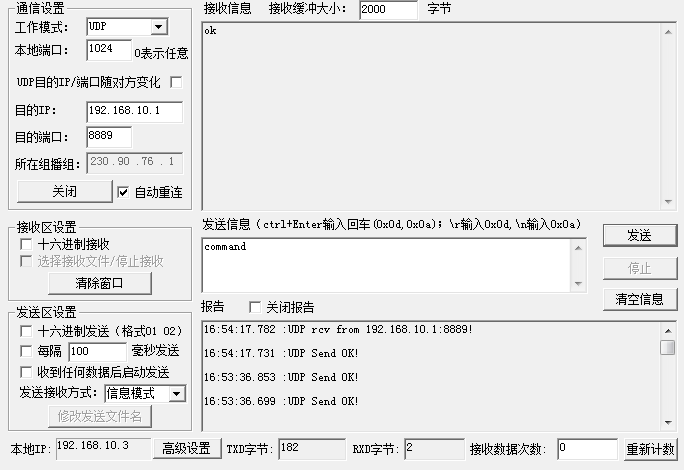 通信设置
工作模式: UDP
本地端口: 1024 0表示任意
UDP目的IP/端口随对方变化
目的IP: 192.168.10.1
目的端口: 8889
所在组播组: 230 .90 .76 . 1
关闭 自动重连
接收区设置
十六进制接收
选择接收文件/停止接收
清除窗口
发送区设置
十六进制发送（格式01 02）
每隔 100 毫秒发送
收到任何数据后启动发送
发送接收方式: 信息模式
修改发送文件名
接收信息 接收缓冲大小: 2000 字节
ok
发送信息（ctrl+Enter输入回车(0x0d,0x0a); \r输入0x0d,\n输入0x0a）
command
发送
停止
清空信息
报告 关闭报告
16:54:17.782 :UDP rcv from 192.168.10.1:8889!
16:54:17.731 :UDP Send OK!
16:53:36.853 :UDP Send OK!
16:53:36.699 :UDP Send OK!
本地IP: 192.168.10.3 高级设置 TXD字节: 182 RXD字节: 2 接收数据次数: 0 重新计数